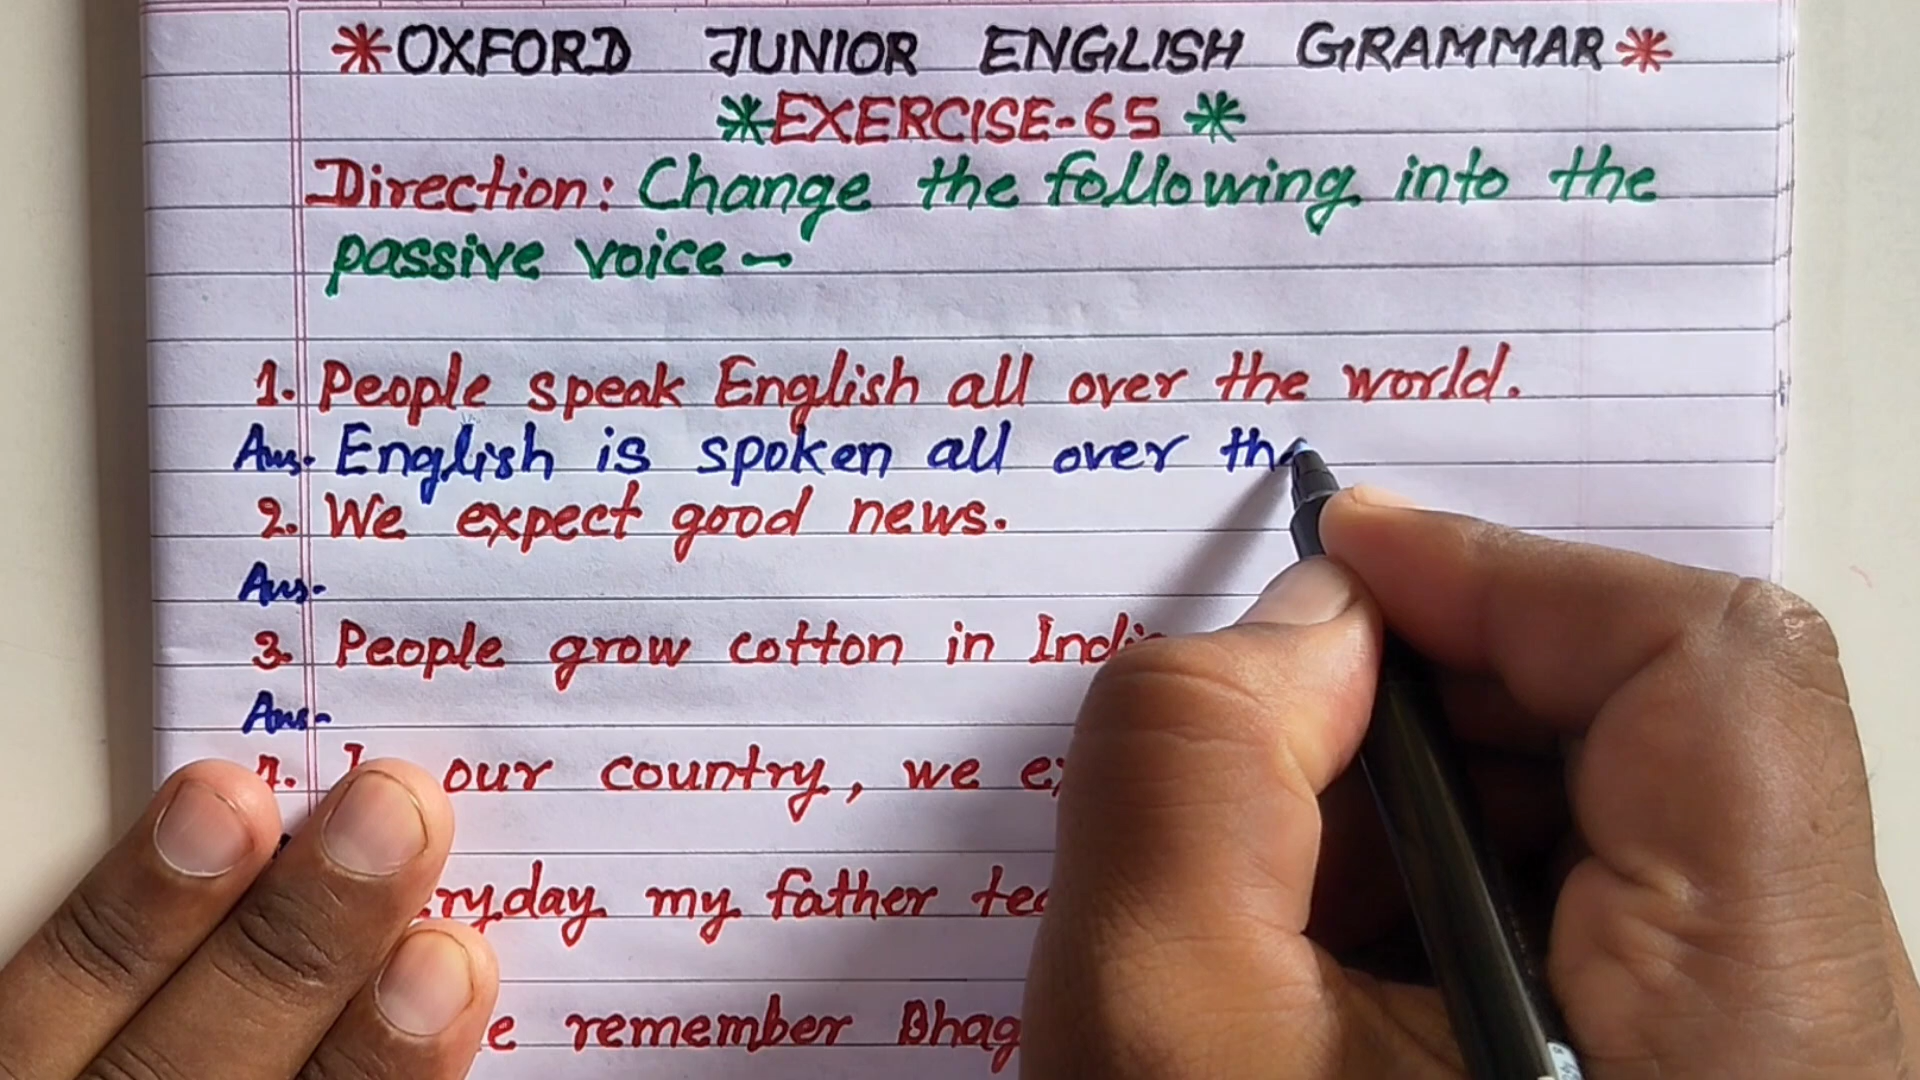 *OXFORD JUNIOR ENGLISH GRAMMAR*
*EXERCISE-65*
Direction: Change the following into the
passive voice-
1. People speak English all over the world.
Ans. English is spoken all over the
2. We expect good news.
Ans-
3. People grow cotton in
Ans-
our country, we
my father
remember